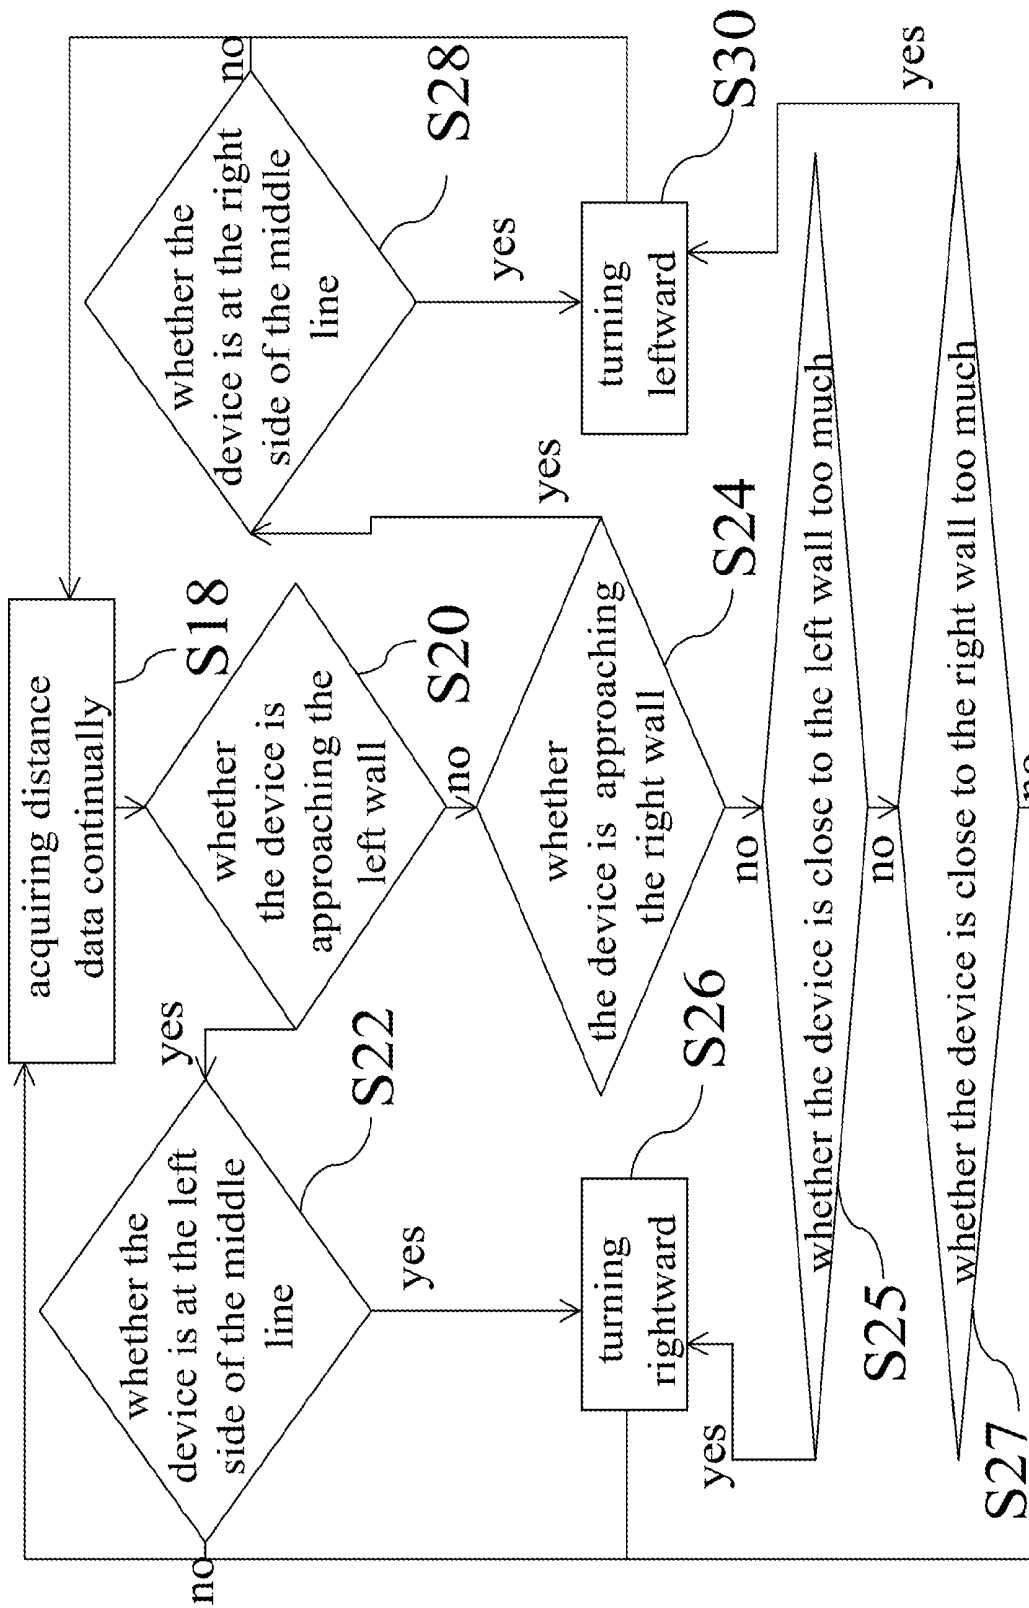 acquiring distance
data continually
S18
whether
the device is
approaching the
left wall
S20
yes
no
whether the
device is at the left
side of the middle
line
S22
no
yes
whether
the device is approaching
the right wall
S24
yes
no
whether the
device is at the right
side of the middle
line
S28
no
yes
turning
rightward
S26
turning
leftward
S30
whether the device is close to the left wall too much
S25
yes
no
whether the device is close to the right wall too much
S27
yes
no